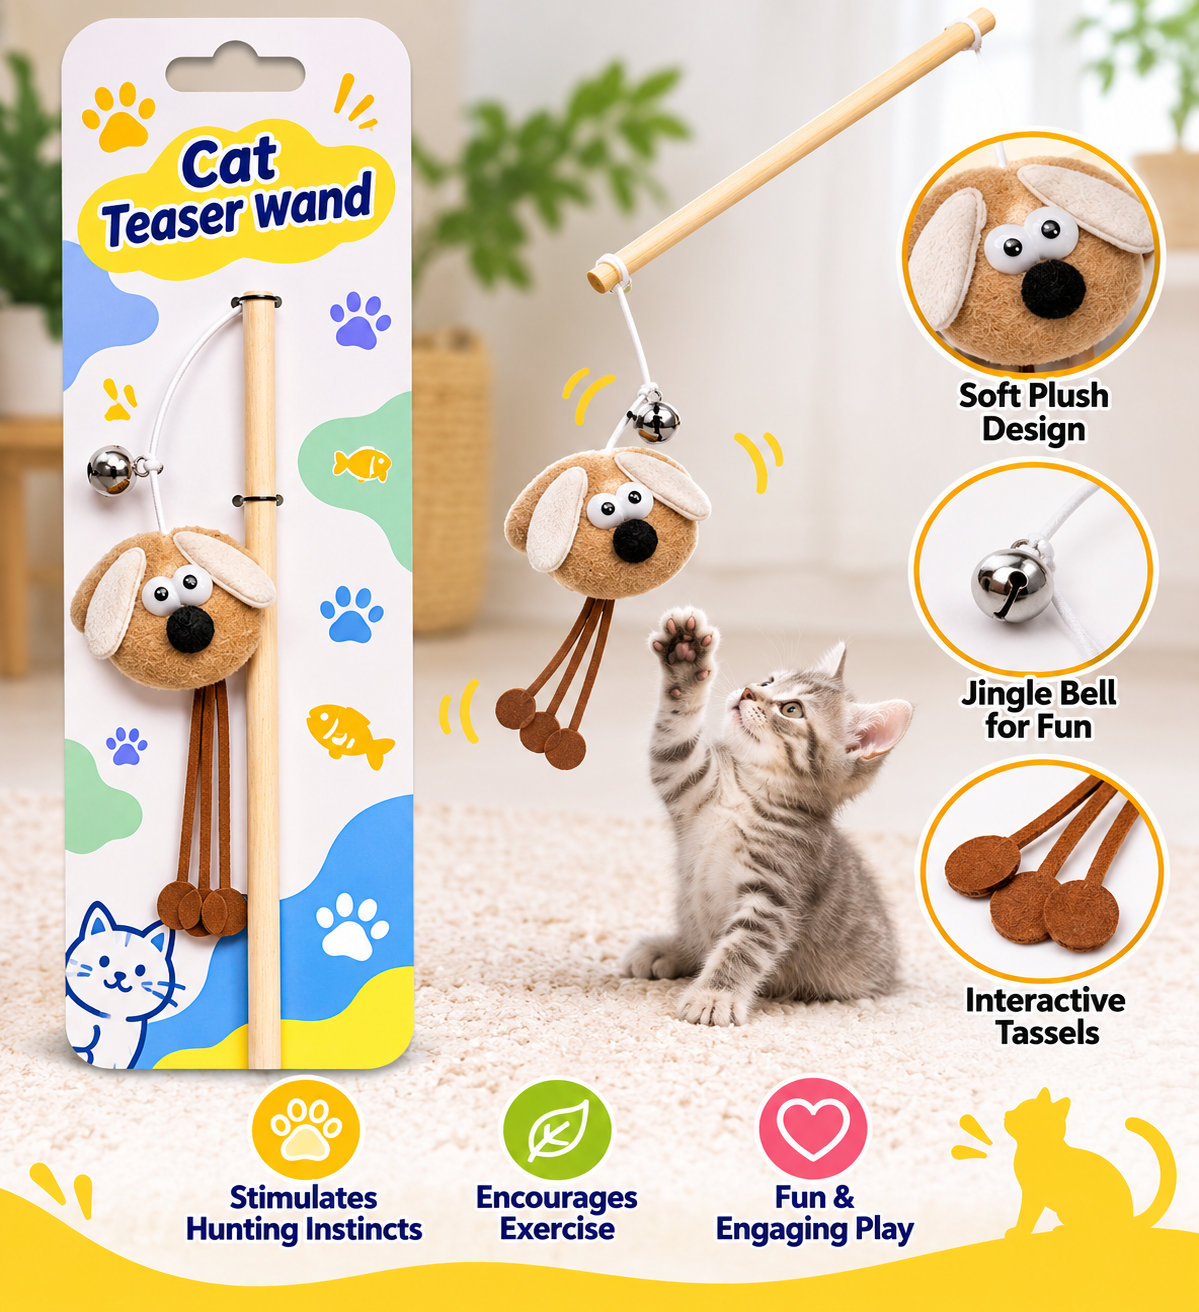 Cat
Teaser wand
Soft Plush
Design
Jingle Bell
for Fun
Interactive
Tassels
Stimulates
Hunting Instincts
Encourages
Exercise
Fun &
Engaging Play